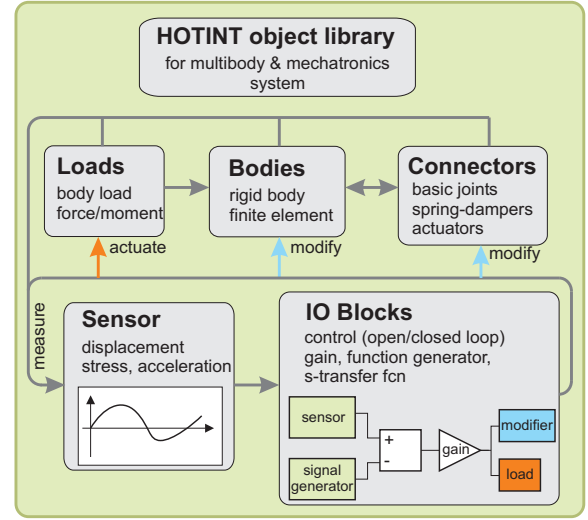 HOTINT object library
for multibody & mechatronics
system
Loads
body load
force/moment
Bodies
rigid body
finite element
Connectors
basic joints
spring-dampers
actuators
actuate
modify
modify
measure
Sensor
displacement
stress, acceleration
IO Blocks
control (open/closed loop)
gain, function generator,
s-transfer fcn
sensor
signal
generator
+
-
gain
modifier
load